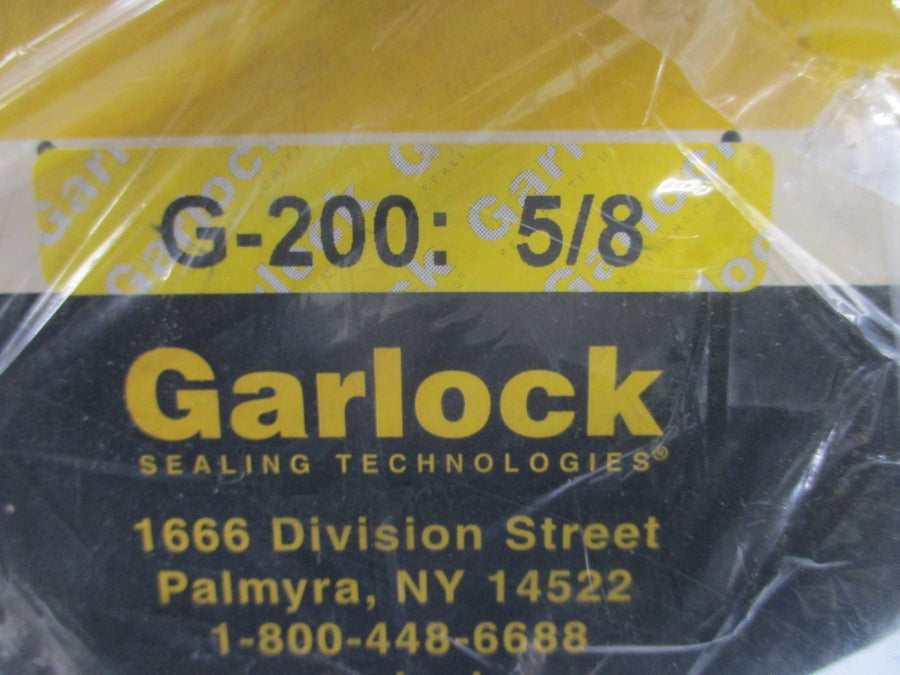 G-200: 5/8
Garlock
SEALING TECHNOLOGIES®
1666 Division Street
Palmyra, NY 14522
1-800-448-6688